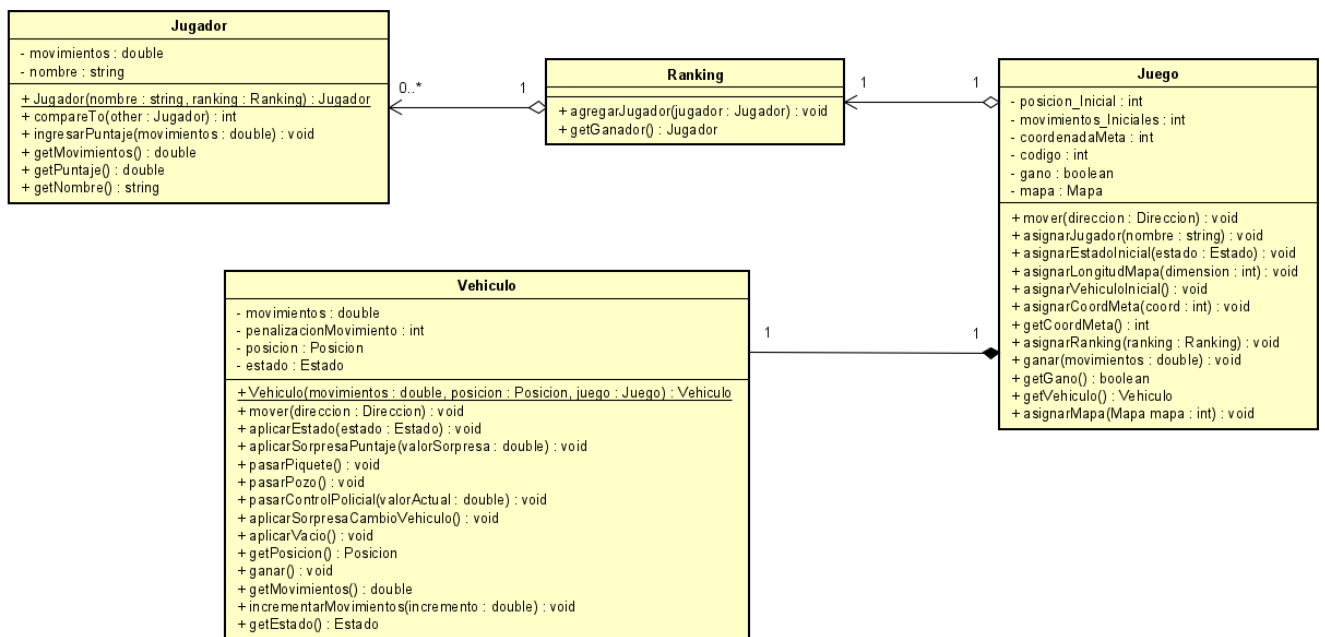 Jugador
- movimientos : double
- nombre : string
+ Jugador(nombre : string, ranking : Ranking) : Jugador
+ compareTo(other : Jugador) : int
+ ingresarPuntaje(movimientos : double) : void
+ getMovimientos() : double
+ getPuntaje() : double
+ getNombre() : string
0..*
1
Ranking
+ agregarJugador(jugador : Jugador) : void
+ getGanador() : Jugador
1
1
Juego
- posicion_Inicial : int
- movimientos_Iniciales : int
- coordenadaMeta : int
- codigo : int
- gano : boolean
- mapa : Mapa
+ mover(direccion : Direccion) : void
+ asignarJugador(nombre : string) : void
+ asignarEstadoInicial(estado : Estado) : void
+ asignarLongitudMapa(dimension : int) : void
+ asignarVehiculoInicial() : void
+ asignarCoordMeta(coord : int) : void
+ getCoordMeta() : int
+ asignarRanking(ranking : Ranking) : void
+ ganar(movimientos : double) : void
+ getGano() : boolean
+ getVehiculo() : Vehiculo
+ asignarMapa(Mapa mapa : int) : void
Vehiculo
- movimientos : double
- penalizacionMovimiento : int
- posicion : Posicion
- estado : Estado
+ Vehiculo(movimientos : double, posicion : Posicion, juego : Juego) : Vehiculo
+ mover(direccion : Direccion) : void
+ aplicarEstado(estado : Estado) : void
+ aplicarSorpresaPuntaje(valorSorpresa : double) : void
+ pasarPiquete() : void
+ pasarPozo() : void
+ pasarControlPolicial(valorActual : double) : void
+ aplicarSorpresaCambioVehiculo() : void
+ aplicarVacio() : void
+ getPosicion() : Posicion
+ ganar() : void
+ getMovimientos() : double
+ incrementarMovimientos(incremento : double) : void
+ getEstado() : Estado
1
1